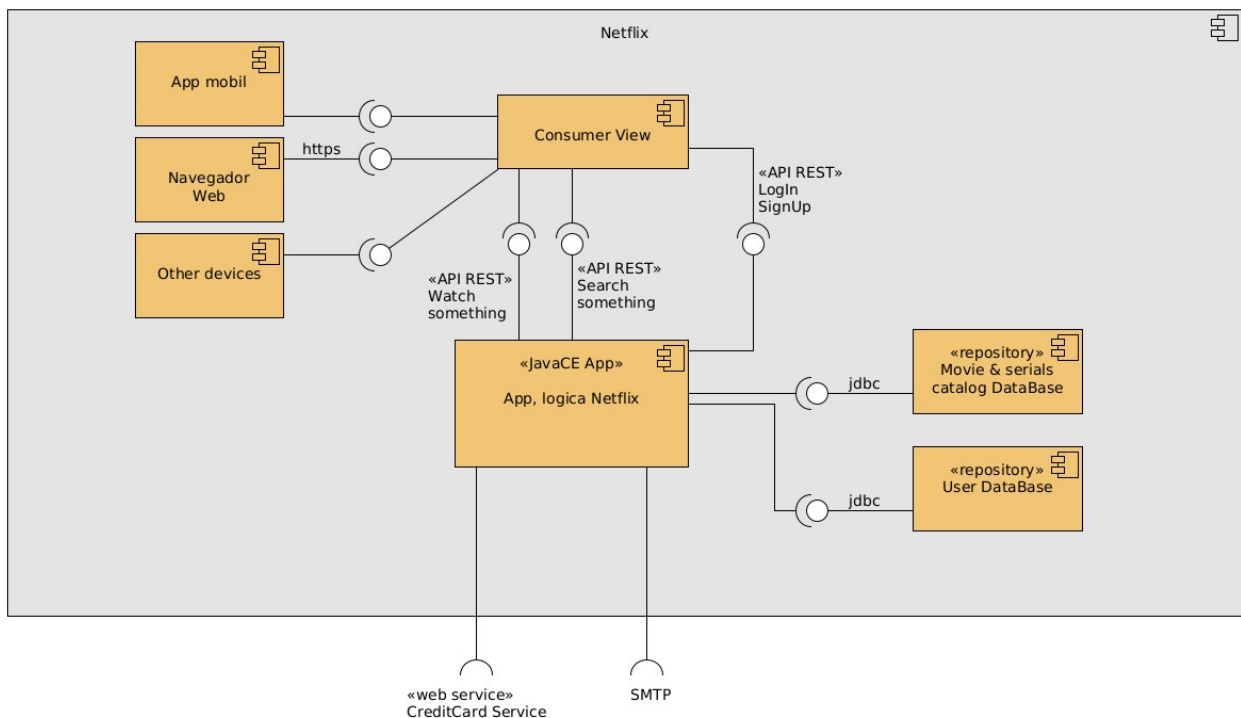 Netflix
App mobil
Consumer View
https
Navegador
Web
«API REST»
LogIn
SignUp
Other devices
«API REST»
Watch
something
«API REST»
Search
something
«JavaCE App»
App, logica Netflix
jdbc
«repository»
Movie & serials
catalog DataBase
jdbc
«repository»
User DataBase
«web service»
CreditCard Service
SMTP